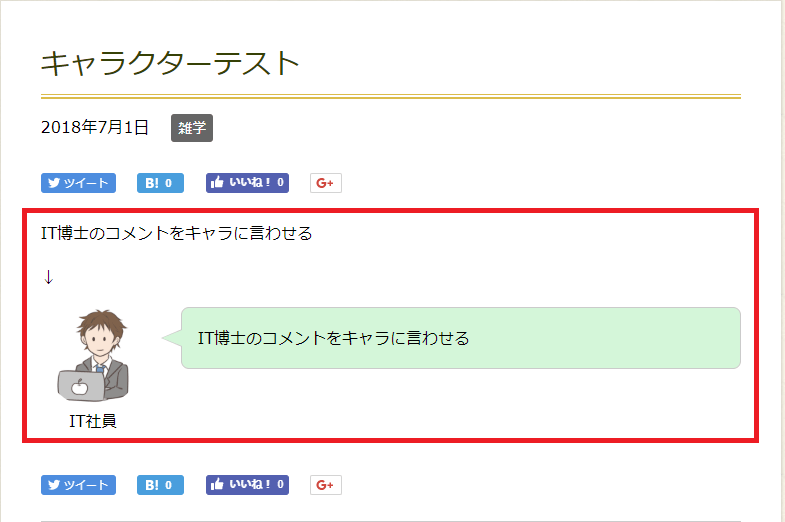 キャラクターテスト
2018年7月1日 雑学
ツイート B! 0 いいね！ 0 G+
IT博士のコメントをキャラに言わせる
↓
IT博士のコメントをキャラに言わせる
IT社員
ツイート B! 0 いいね！ 0 G+